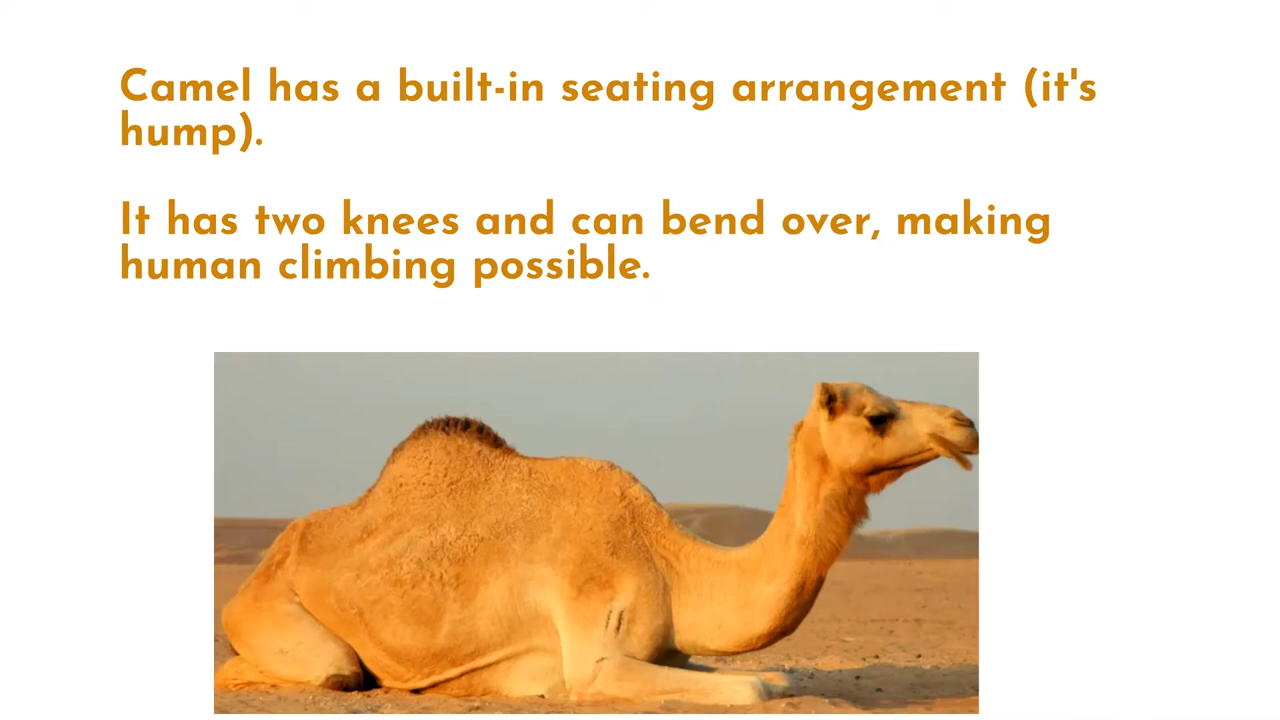 Camel has a built-in seating arrangement (it's
hump).
It has two knees and can bend over, making
human climbing possible.